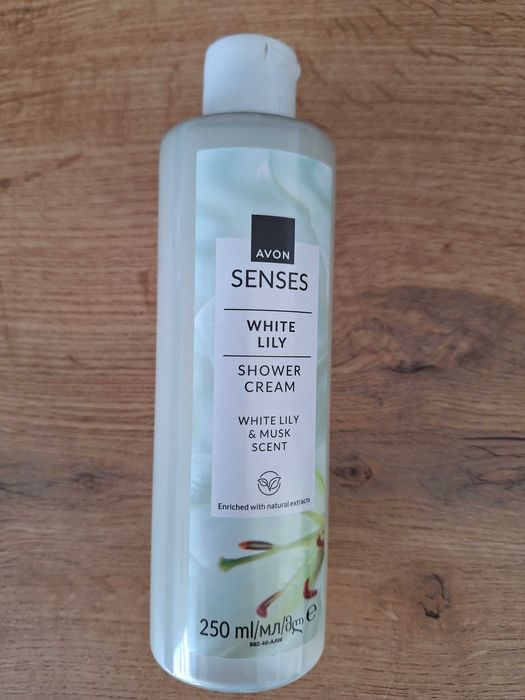 AVON
SENSES
WHITE
LILY
SHOWER
CREAM
WHITE LILY
& MUSK
SCENT
Enriched with natural extracts
250 ml/мл/მლ e